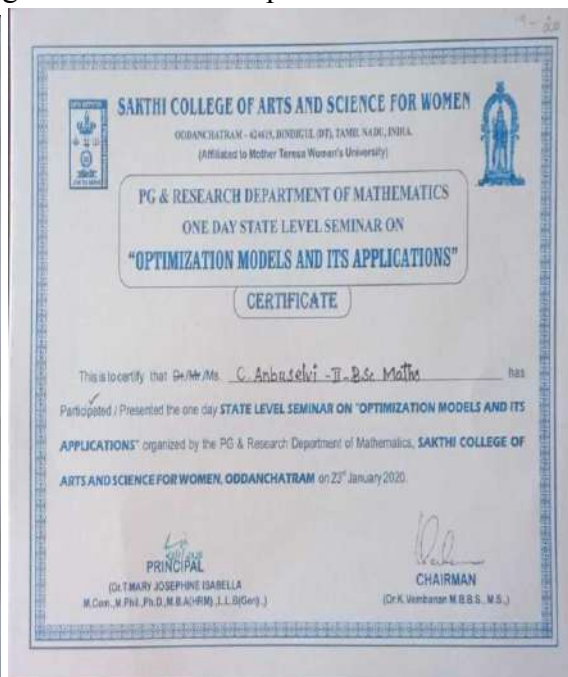 SAKTHI COLLEGE OF ARTS AND SCIENCE FOR WOMEN
ODDANCHATRAM - 624619, DINDIGUL (DT), TAMIL NADU, INDIA.
(Affiliated to Mother Teresa Women's University)
PG & RESEARCH DEPARTMENT OF MATHEMATICS
ONE DAY STATE LEVEL SEMINAR ON
"OPTIMIZATION MODELS AND ITS APPLICATIONS"
CERTIFICATE
This is to certify that Dr/Mr/Ms. C. Anbuselvi - II - B.Sc Maths has
Participated / Presented the one day STATE LEVEL SEMINAR ON "OPTIMIZATION MODELS AND ITS
APPLICATIONS" organized by the PG & Research Department of Mathematics, SAKTHI COLLEGE OF
ARTS AND SCIENCE FOR WOMEN, ODDANCHATRAM on 23rd January 2020.
PRINCIPAL
(Dr.T.MARY JOSEPHINE ISABELLA
M.Com.,M.Phil.,Ph.D.,M.B.A(HRM).,L.L.B(Gen).,)
CHAIRMAN
(Dr.K. Vembanan M.B.B.S., M.S.,)